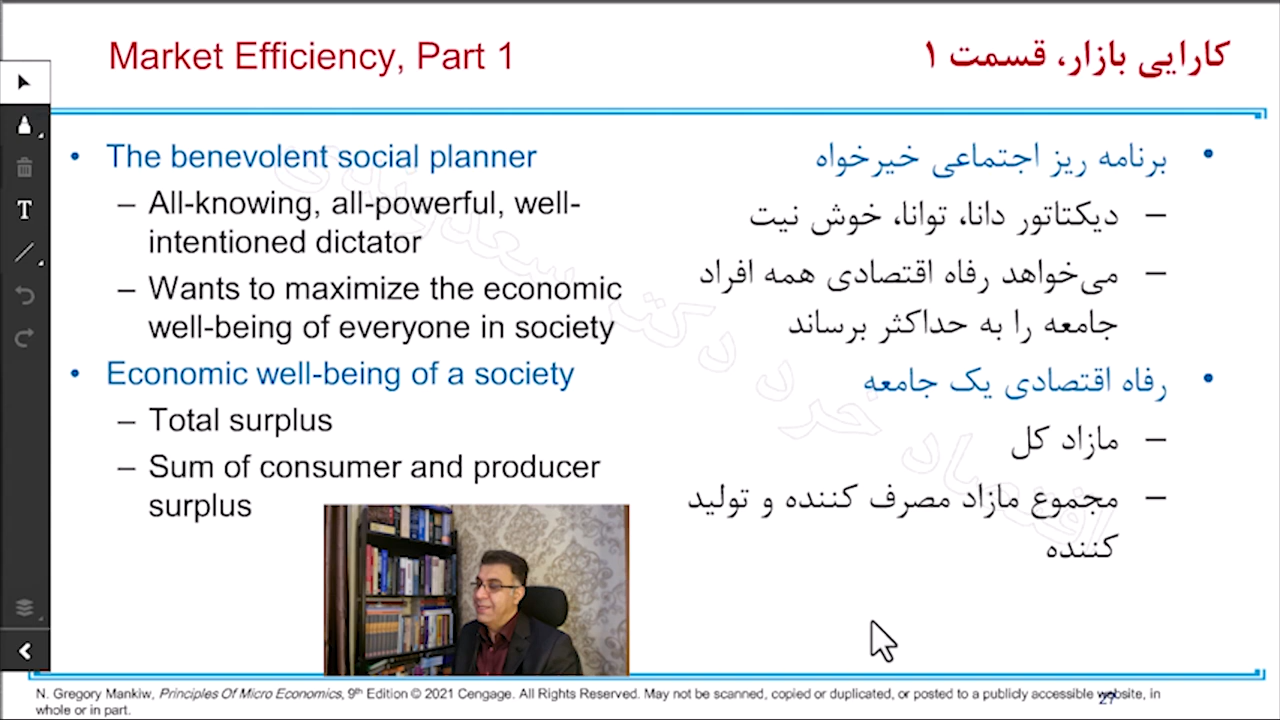 Market Efficiency, Part 1
کارایی بازار، قسمت ۱
• The benevolent social planner
– All-knowing, all-powerful, well-
intentioned dictator
– Wants to maximize the economic
well-being of everyone in society
• Economic well-being of a society
– Total surplus
– Sum of consumer and producer
surplus
• برنامه ریز اجتماعی خیرخواه
– دیکتاتور دانا، توانا، خوش نیت
– می‌خواهد رفاه اقتصادی همه افراد
جامعه را به حداکثر برساند
• رفاه اقتصادی یک جامعه
– مازاد کل
– مجموع مازاد مصرف کننده و تولید
کننده
اقتصاد خرد دکتر سعدوندی
N. Gregory Mankiw, Principles Of Micro Economics, 9th Edition © 2021 Cengage. All Rights Reserved. May not be scanned, copied or duplicated, or posted to a publicly accessible website, in
whole or in part.
27